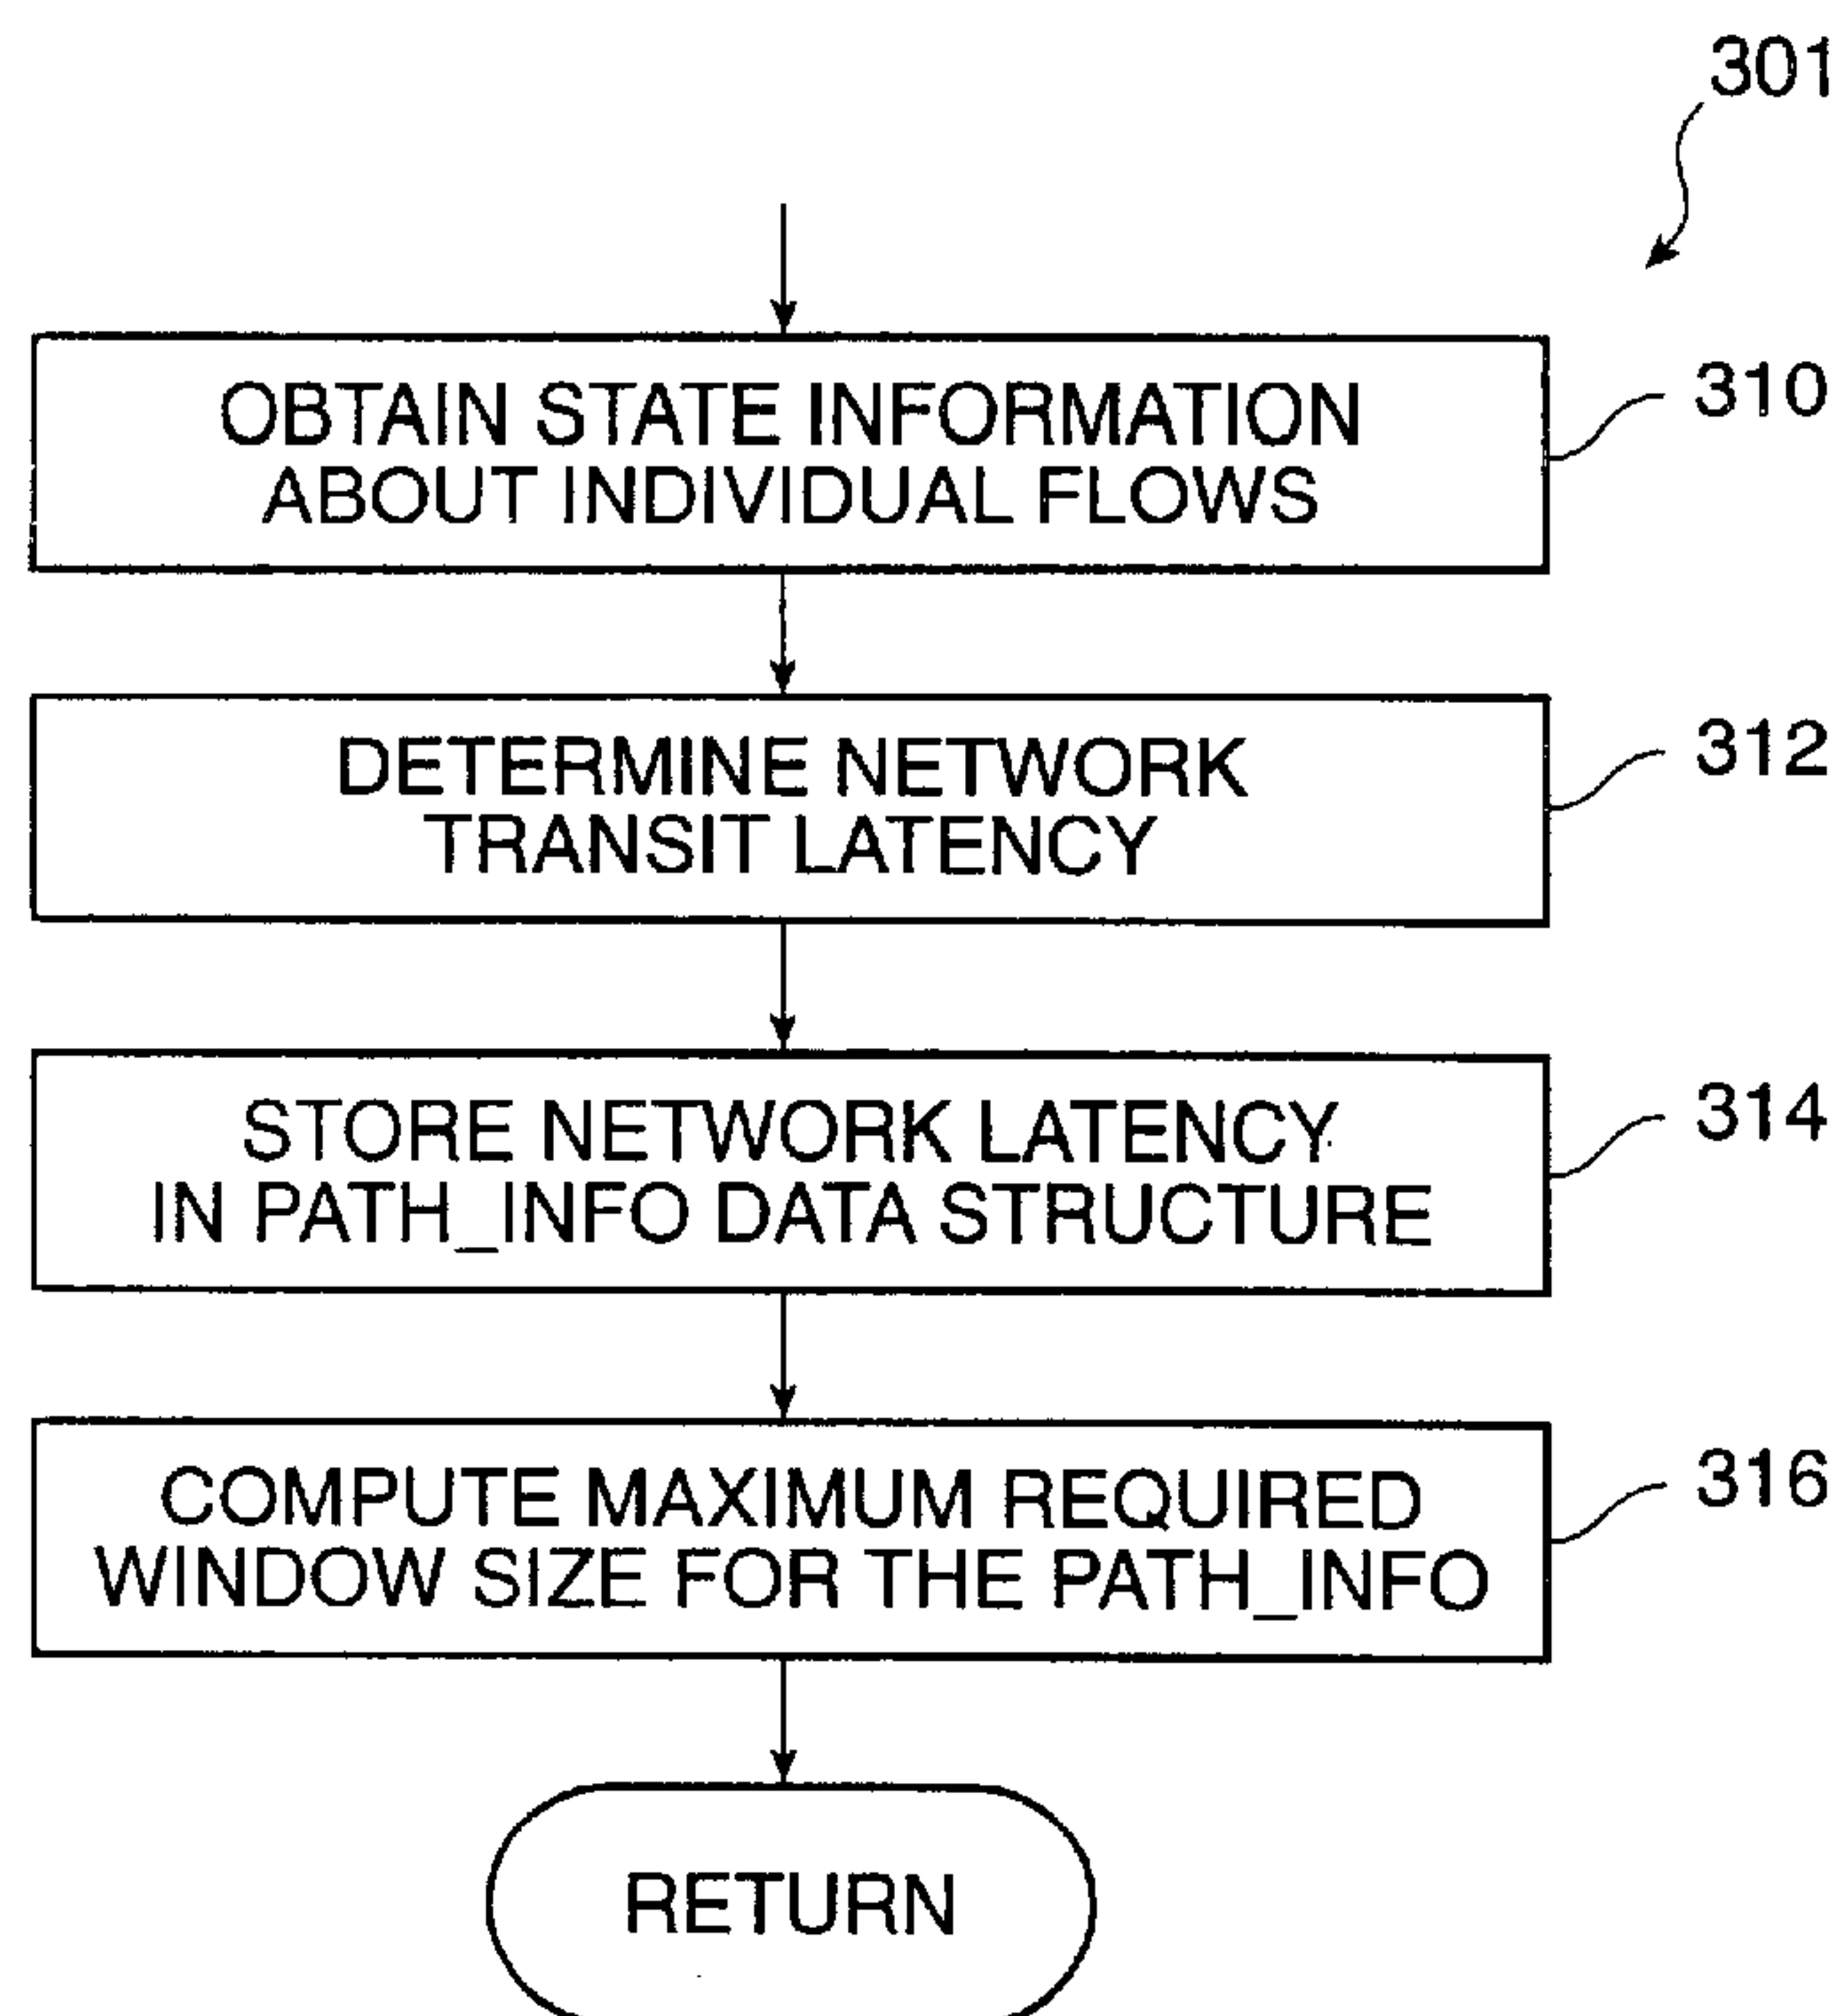 301
OBTAIN STATE INFORMATION
ABOUT INDIVIDUAL FLOWS
310
DETERMINE NETWORK
TRANSIT LATENCY
312
STORE NETWORK LATENCY
IN PATH_INFO DATA STRUCTURE
314
COMPUTE MAXIMUM REQUIRED
WINDOW SIZE FOR THE PATH_INFO
316
RETURN